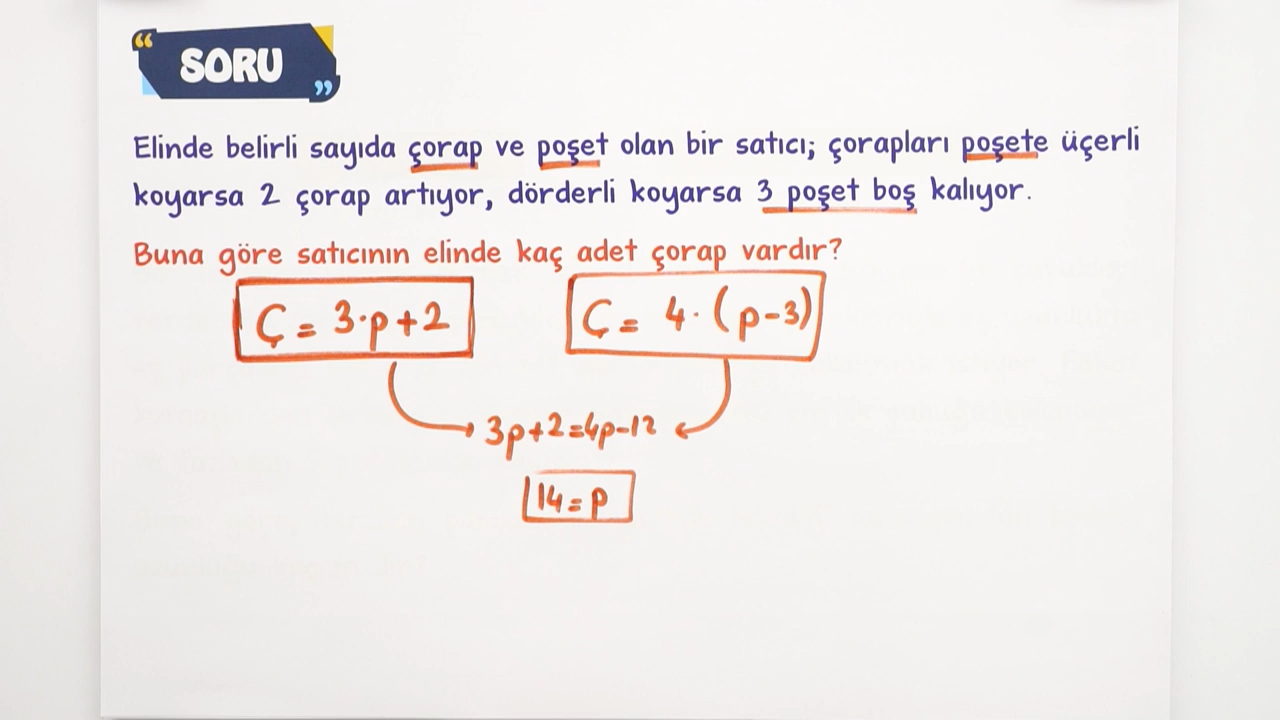 “ SORU ”
Elinde belirli sayıda çorap ve poşet olan bir satıcı; çorapları poşete üçerli
koyarsa 2 çorap artıyor, dörderli koyarsa 3 poşet boş kalıyor.
Buna göre satıcının elinde kaç adet çorap vardır?
Ç = 3·p+2
Ç = 4·(p-3)
3p+2=4p-12
14=p